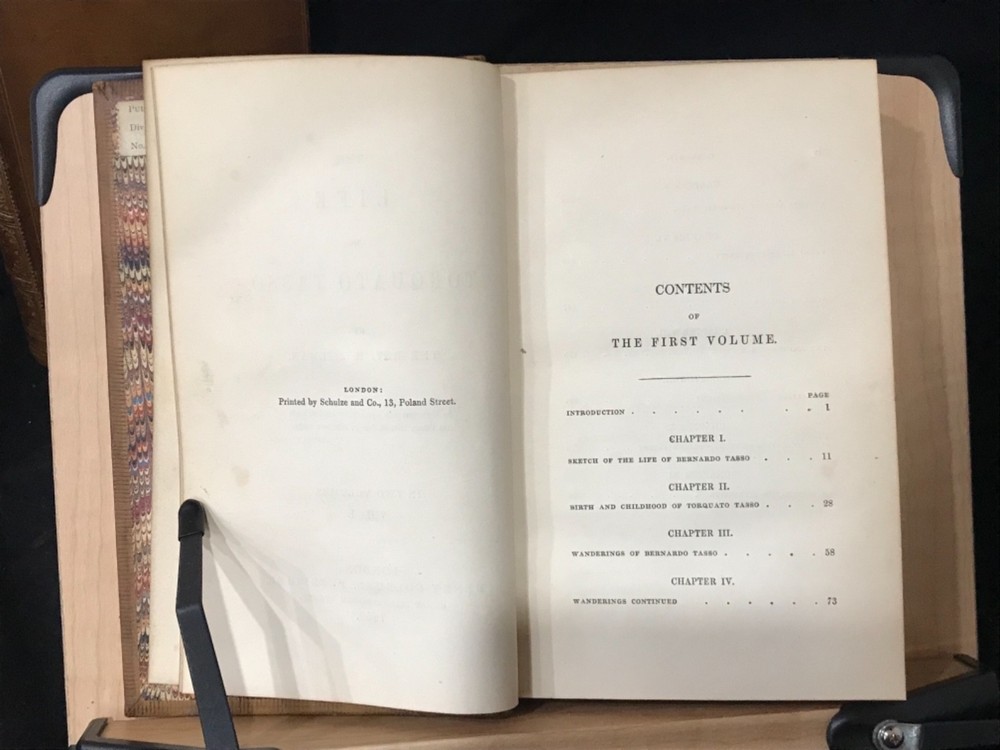 LONDON:
Printed by Schulze and Co., 13, Poland Street.
CONTENTS
OF
THE FIRST VOLUME.
PAGE
INTRODUCTION . . . . . . . . 1
CHAPTER I.
SKETCH OF THE LIFE OF BERNARDO TASSO . . . 11
CHAPTER II.
BIRTH AND CHILDHOOD OF TORQUATO TASSO . . . 28
CHAPTER III.
WANDERINGS OF BERNARDO TASSO . . . . . 58
CHAPTER IV.
WANDERINGS CONTINUED . . . . . . 73